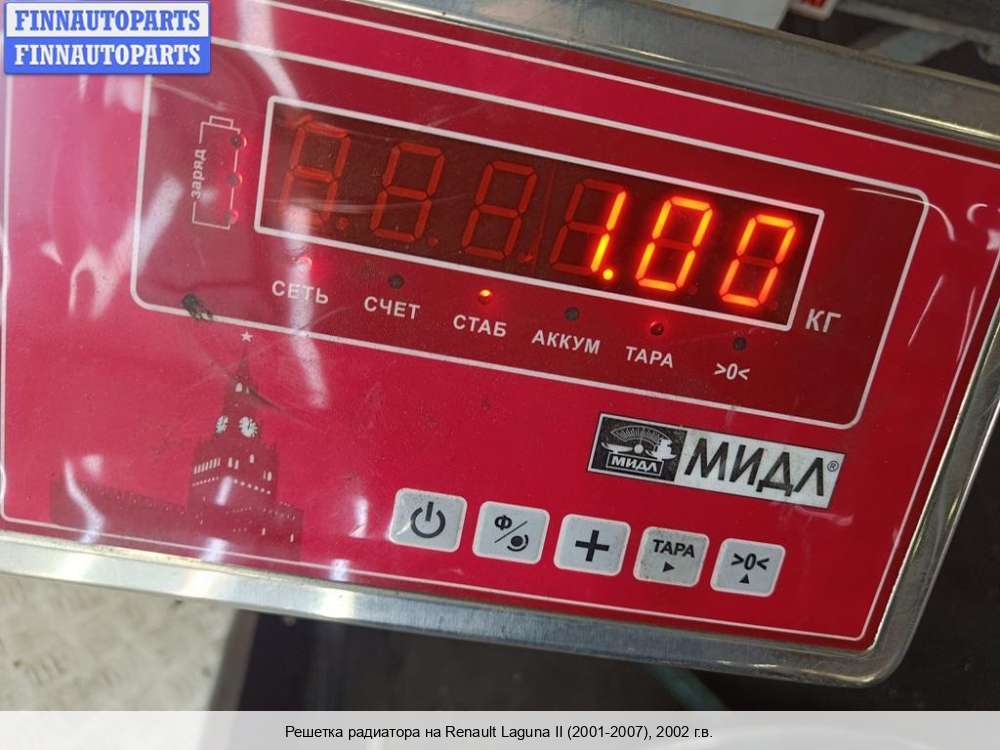 FINNAUTOPARTS
FINNAUTOPARTS
заряд
1.00
КГ
СЕТЬ СЧЕТ СТАБ АККУМ ТАРА >0<
МИДЛ МИДЛ®
Ф ТАРА >0<
Решетка радиатора на Renault Laguna II (2001-2007), 2002 г.в.